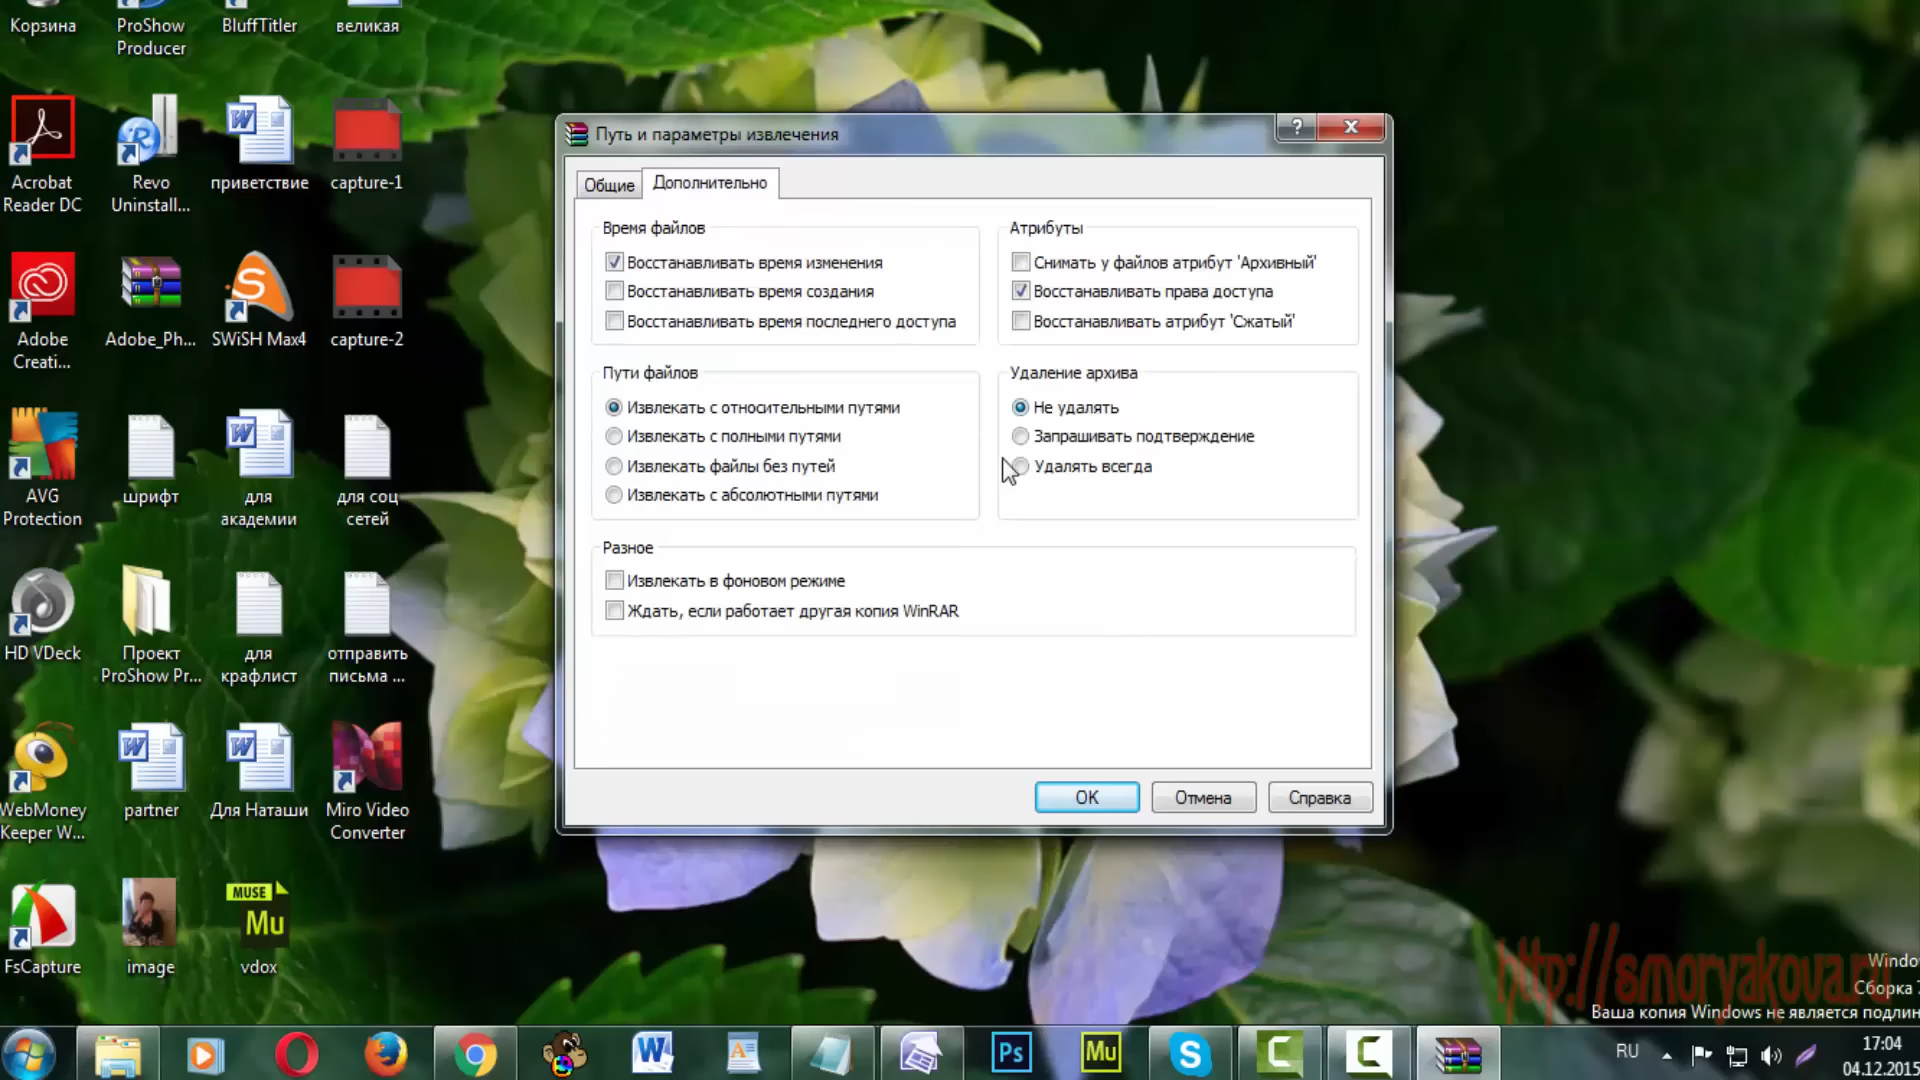 Корзина
ProShow
Producer
BluffTitler
великая
Acrobat
Reader DC
Revo
Uninstall...
приветствие
capture-1
Adobe
Creati...
Adobe_Ph...
SWiSH Max4
capture-2
AVG
Protection
шрифт
для
академии
для соц
сетей
HD VDeck
Проект
ProShow Pr...
для
крафлист
отправить
письма ...
WebMoney
Keeper W...
partner
Для Наташи
Miro Video
Converter
FsCapture
image
MUSE
Mu
vdox
Путь и параметры извлечения
?
Общие
Дополнительно
Время файлов
Восстанавливать время изменения
Восстанавливать время создания
Восстанавливать время последнего доступа
Атрибуты
Снимать у файлов атрибут 'Архивный'
Восстанавливать права доступа
Восстанавливать атрибут 'Сжатый'
Пути файлов
Извлекать с относительными путями
Извлекать с полными путями
Извлекать файлы без путей
Извлекать с абсолютными путями
Удаление архива
Не удалять
Запрашивать подтверждение
Удалять всегда
Разное
Извлекать в фоновом режиме
Ждать, если работает другая копия WinRAR
OK
Отмена
Справка
http://smoryakova.r
Windo
Сборка 7
Ваша копия Windows не является подлин
Ps
Mu
RU
17:04
04.12.2015